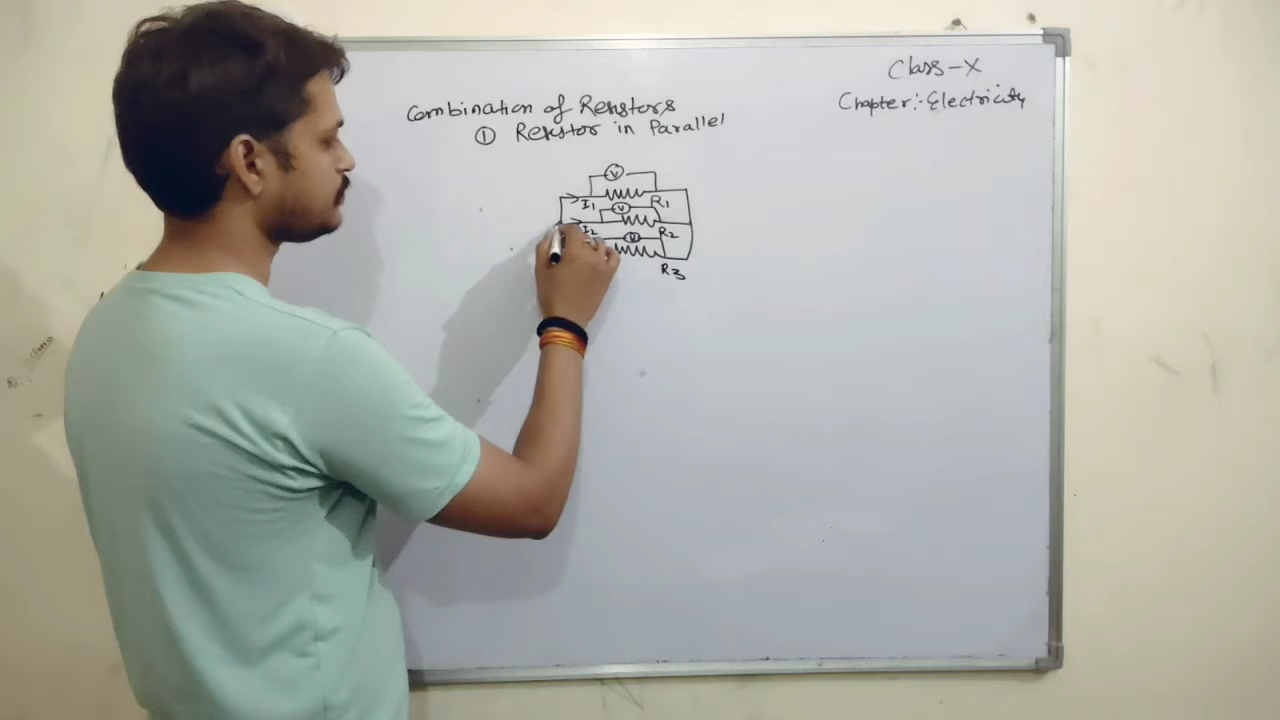 Class-X
Chapter:-Electricity
Combination of Resistors
① Resistor in Parallel
V
I1 R1
V
I2 R2
V
R3